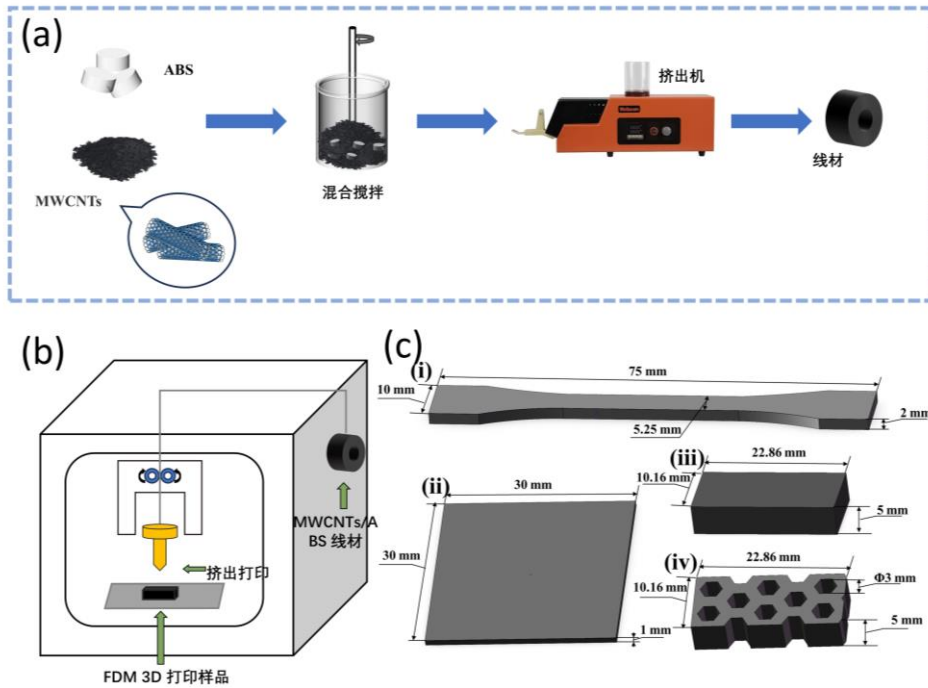 (a)
ABS
MWCNTs
混合搅拌
挤出机
线材
(b)
MWCNTs/A
BS 线材
挤出打印
FDM 3D 打印样品
(c)
(i)
75 mm
10 mm
5.25 mm
2 mm
(ii)
30 mm
30 mm
1 mm
(iii)
22.86 mm
10.16 mm
5 mm
(iv)
22.86 mm
10.16 mm
Φ3 mm
5 mm